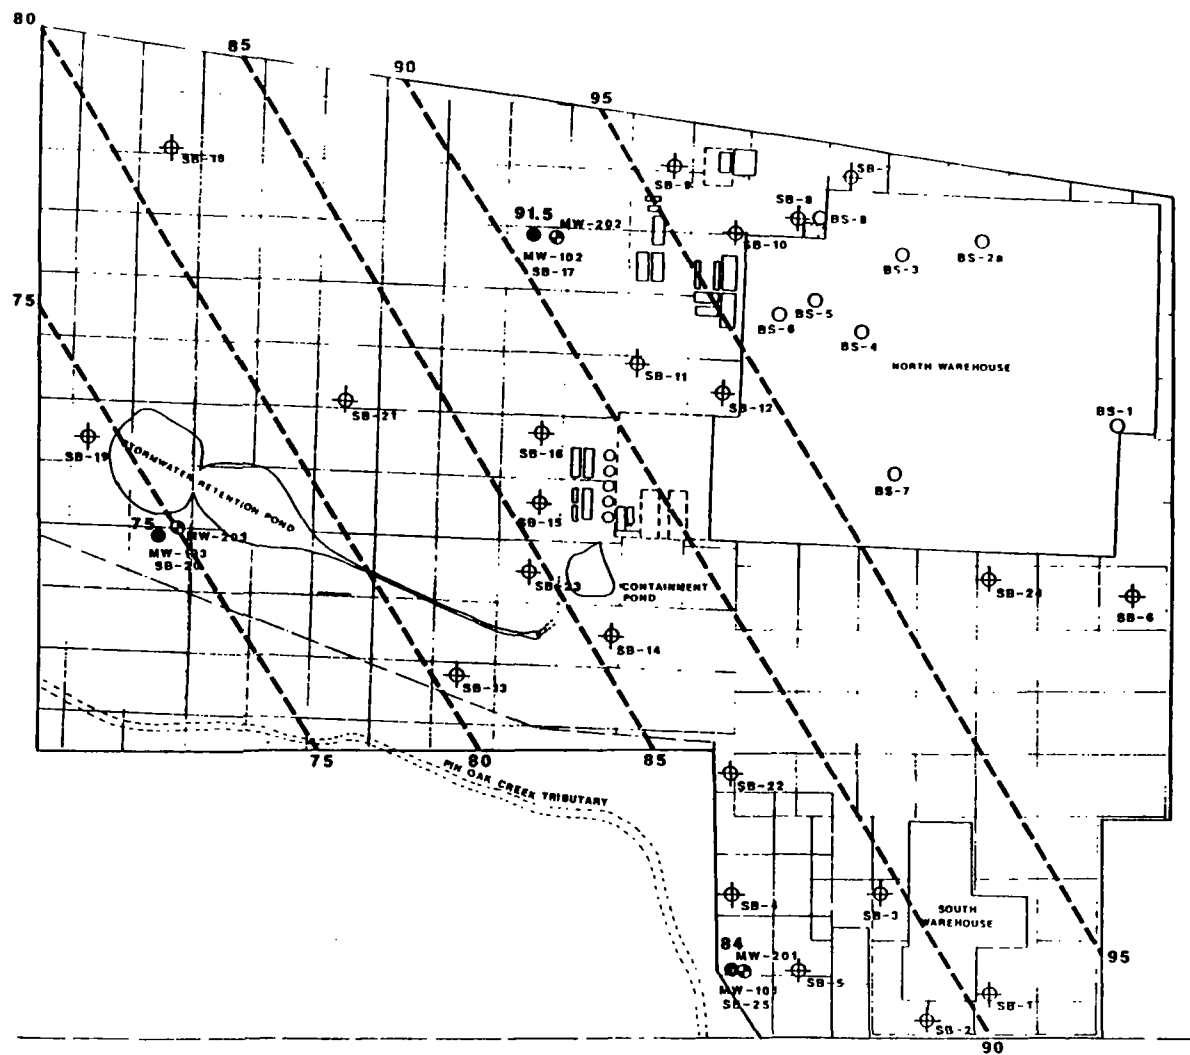 80
85
90
95
SB-18
SB-9
SB-8
BS-8
91.5
MW-202
SB-10
BS-3
BS-2a
MW-102
SB-17
75
BS-5
BS-6
BS-4
SB-11
NORTH WAREHOUSE
SB-12
SB-21
BS-1
SB-16
SB-19
STORMWATER RETENTION POND
BS-7
SB-15
75
MW-203
MW-103
SB-20
SB-23
CONTAINMENT
POND
SB-24
SB-6
SB-14
SB-13
75
80
85
PIN OAK CREEK TRIBUTARY
SB-22
SB-4
SB-3
SOUTH
WAREHOUSE
84
MW-201
95
SB-5
MW-101
SB-25
SB-1
SB-2
90